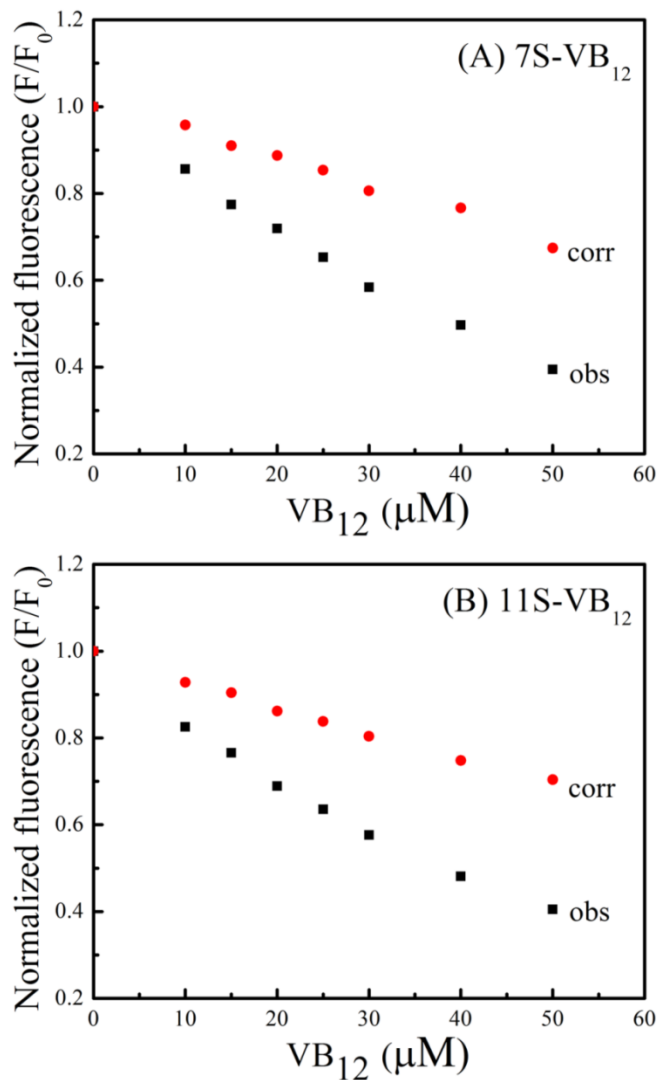 (A) 7S-VB12
Normalized fluorescence (F/F0)
1.2
1.0
0.8
0.6
0.4
0.2
corr
obs
0 10 20 30 40 50 60
VB12 (μM)
(B) 11S-VB12
Normalized fluorescence (F/F0)
1.2
1.0
0.8
0.6
0.4
0.2
corr
obs
0 10 20 30 40 50 60
VB12 (μM)